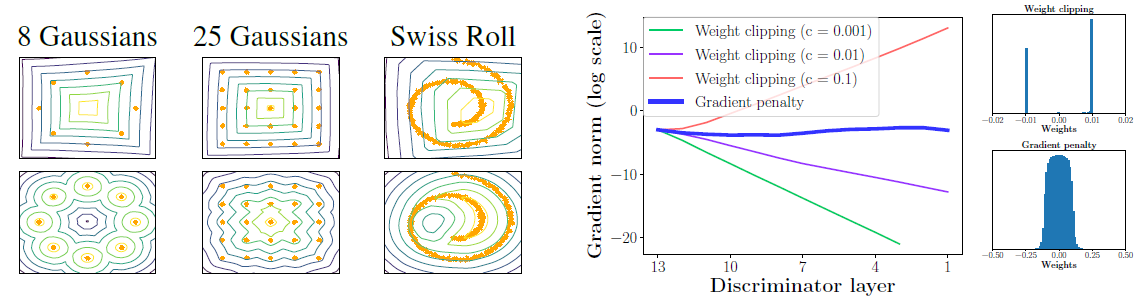 8 Gaussians
25 Gaussians
Swiss Roll
Gradient norm (log scale)
10
0
−10
−20
13
10
7
4
1
Discriminator layer
Weight clipping (c = 0.001)
Weight clipping (c = 0.01)
Weight clipping (c = 0.1)
Gradient penalty
Weight clipping
−0.02
−0.01
0.00
0.01
0.02
Weights
Gradient penalty
−0.50
−0.25
0.00
0.25
0.50
Weights